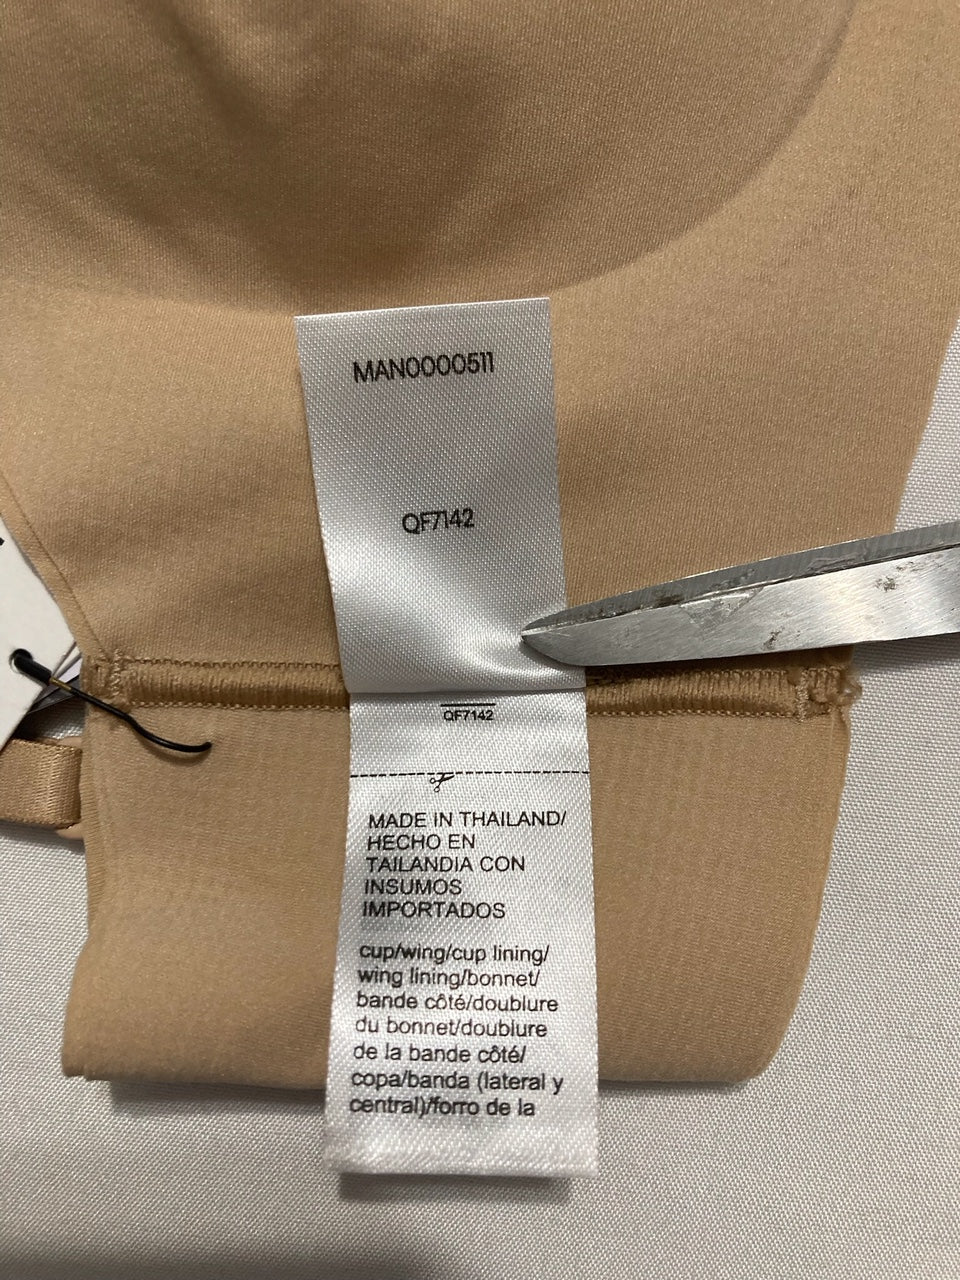 MAN0000511
QF7142
QF7142
MADE IN THAILAND/
HECHO EN
TAILANDIA CON
INSUMOS
IMPORTADOS
cup/wing/cup lining/
wing lining/bonnet/
bande côté/doublure
du bonnet/doublure
de la bande côté/
copa/banda (lateral y
central)/forro de la